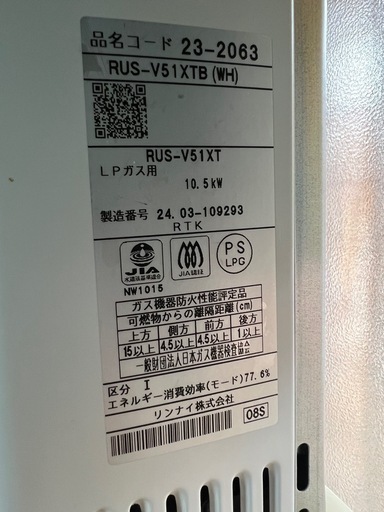 品名コード 23-2063
RUS-V51XTB(WH)
RUS-V51XT
LPガス用
10.5kW
製造番号 24.03-109293
RTK
JIA
NW1015
JIA認証
PS
LPG
ガス機器防火性能評定品
可燃物からの離隔距離(cm)
上方 側方 前方 後方
15以上 4.5以上 4.5以上 1以上
一般財団法人日本ガス機器検査協会
区分 I
エネルギー消費効率(モード)77.6%
リンナイ株式会社
08S